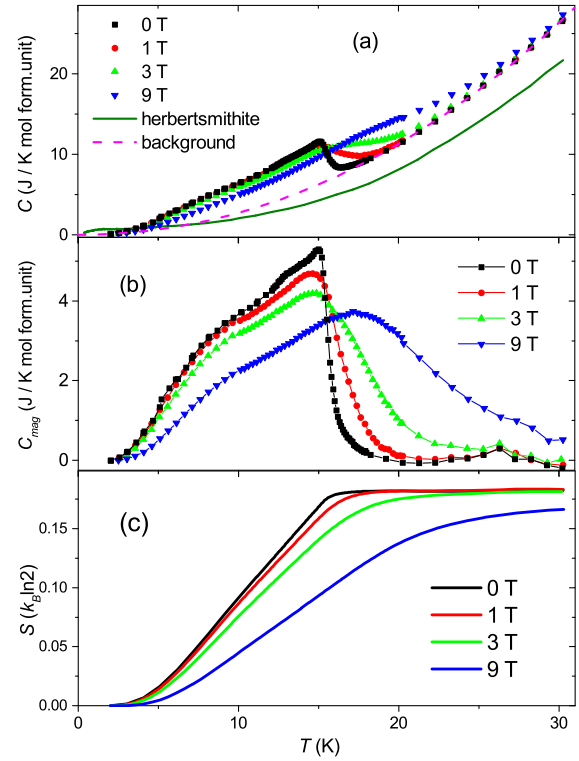 C (J / K mol form.unit)
20
10
0
0 T
1 T
3 T
9 T
herbertsmithite
background
(a)
C_mag (J / K mol form.unit)
4
2
0
(b)
0 T
1 T
3 T
9 T
S (k_B ln2)
0.15
0.10
0.05
0.00
(c)
0 T
1 T
3 T
9 T
0 10 20 30
T (K)